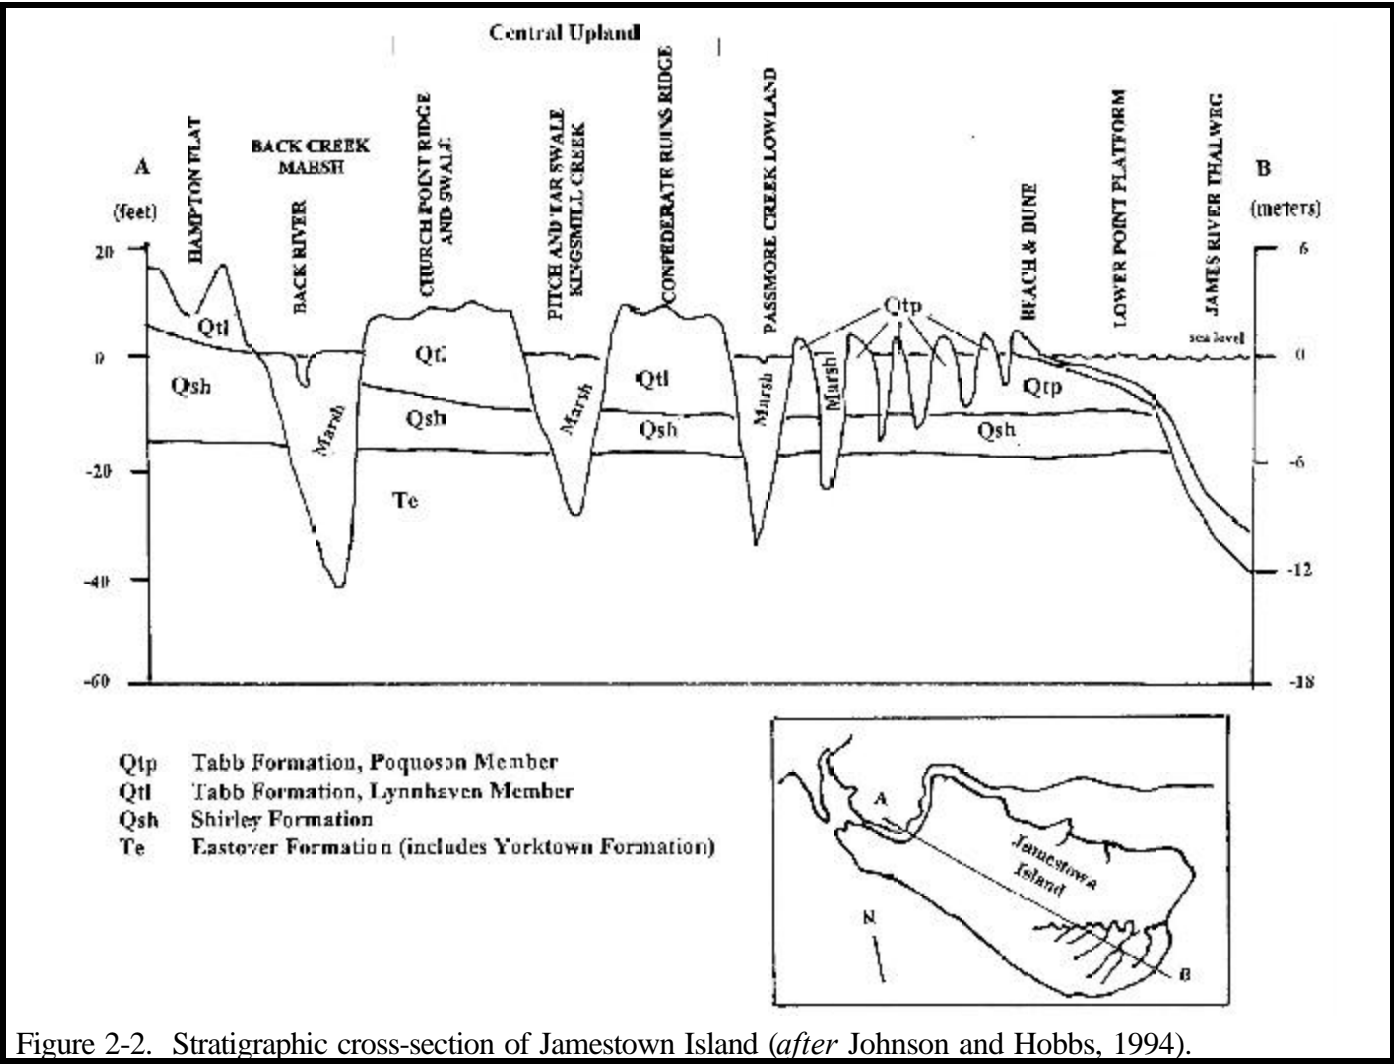 Central Upland
A
(feet)
HAMPTON FLAT
BACK CREEK
MARSH
BACK RIVER
CHURCH POINT RIDGE
AND SWALE
PITCH AND TAR SWALE
KINGSMILL CREEK
CONFEDERATE RUINS RIDGE
PASSMORE CREEK LOWLAND
BEACH & DUNE
LOWER POINT PLATFORM
JAMES RIVER THALWEG
B
(meters)
20
0
-20
-40
-60
6
0
-6
-12
-18
sea level
Qtl
Qsh
Marsh
Te
Qtl
Qsh
Marsh
Qtl
Qsh
Marsh
Marsh
Qtp
Qtp
Qsh
Qtp Tabb Formation, Poquoson Member
Qtl Tabb Formation, Lynnhaven Member
Qsh Shirley Formation
Te Eastover Formation (includes Yorktown Formation)
A
Jamestown
Island
N
B
Figure 2-2. Stratigraphic cross-section of Jamestown Island (after Johnson and Hobbs, 1994).